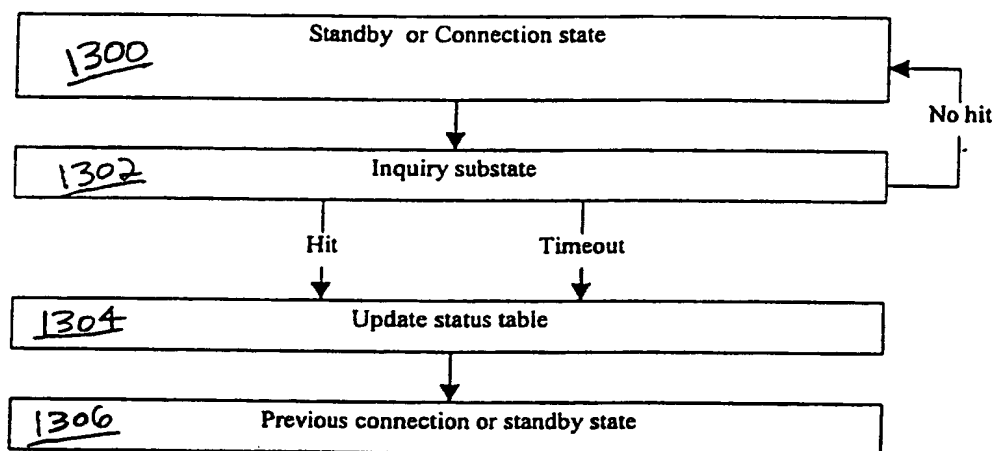 Standby or Connection state
1300
No hit
1302
Inquiry substate
Hit
Timeout
1304
Update status table
1306
Previous connection or standby state